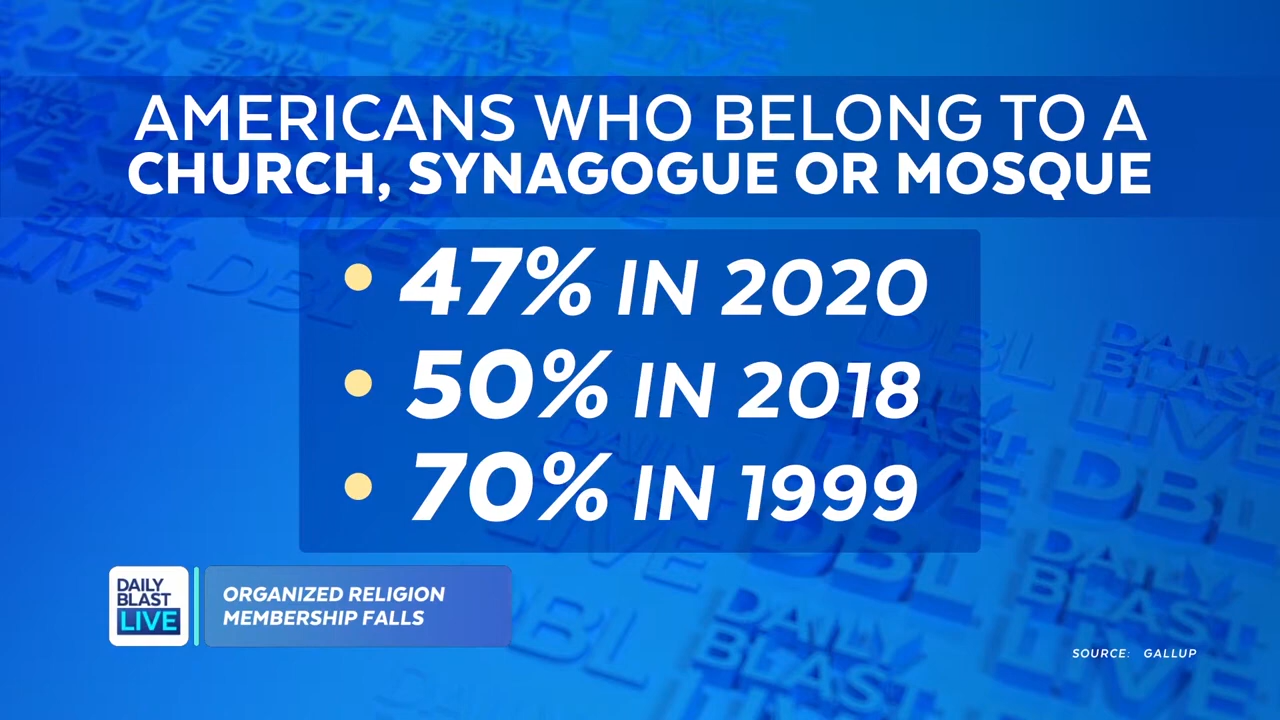 AMERICANS WHO BELONG TO A
CHURCH, SYNAGOGUE OR MOSQUE
• 47% IN 2020
• 50% IN 2018
• 70% IN 1999
DAILY
BLAST
LIVE
ORGANIZED RELIGION
MEMBERSHIP FALLS
SOURCE: GALLUP